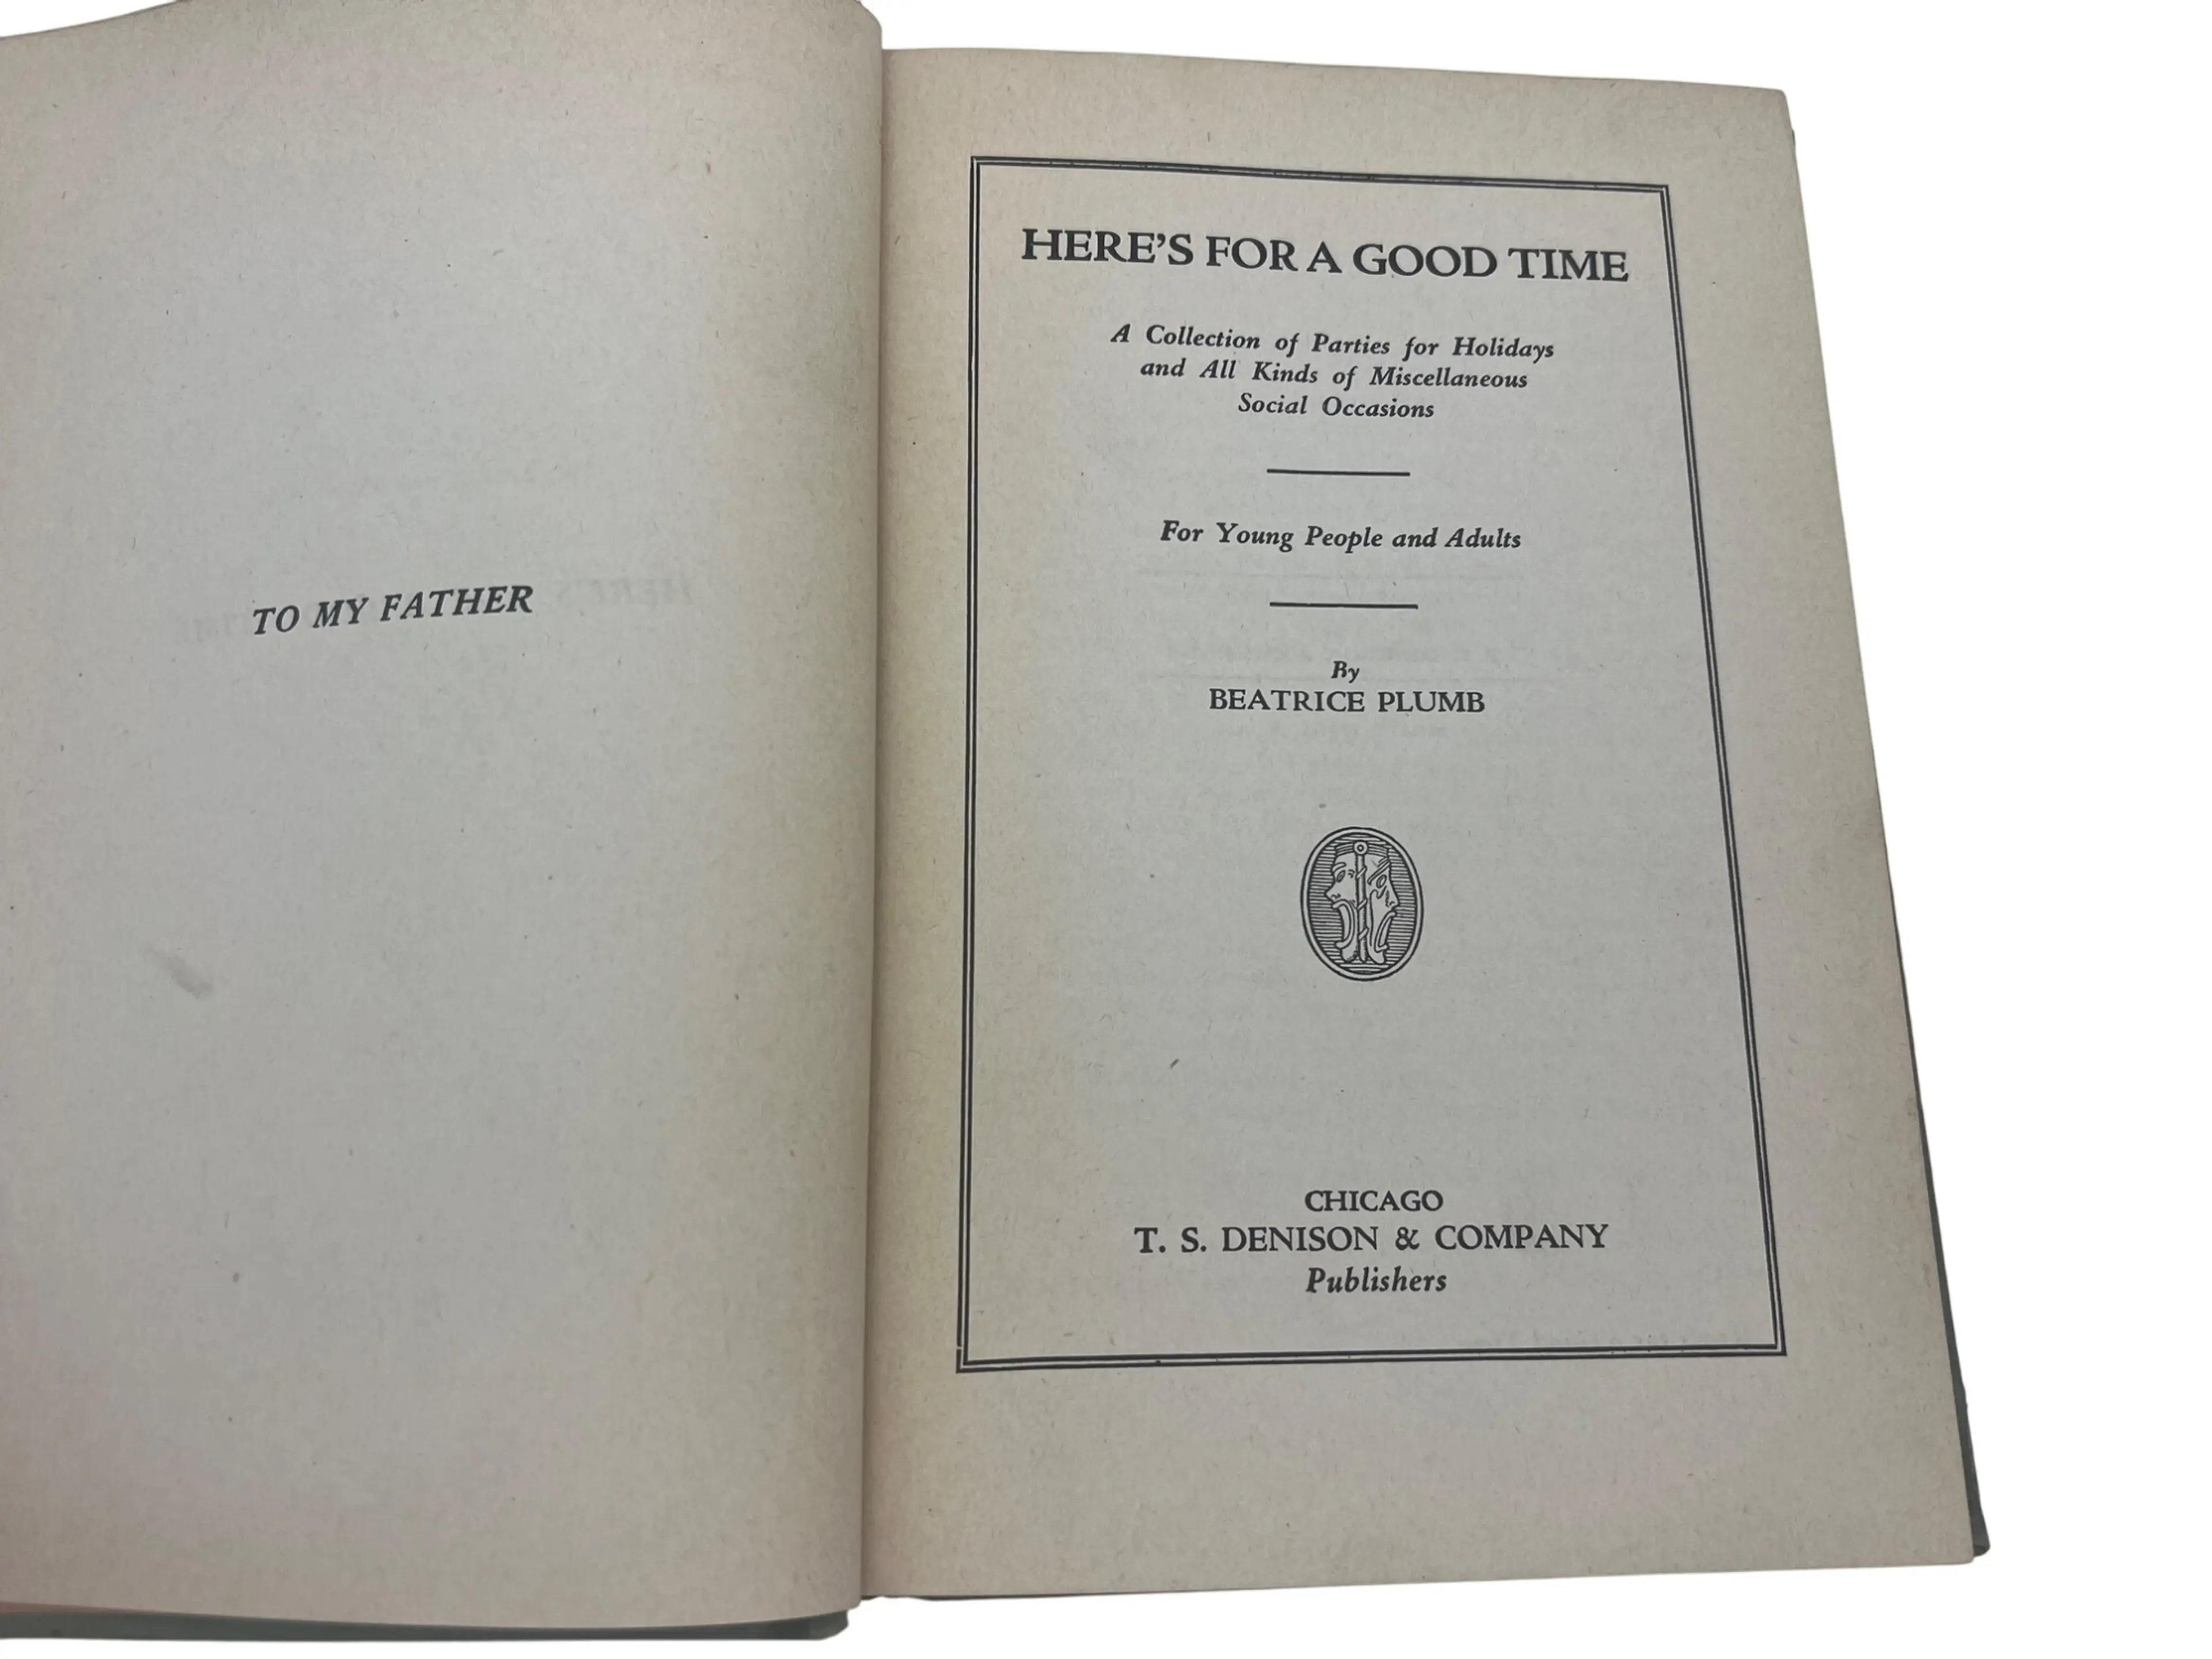 TO MY FATHER
HERE'S FOR A GOOD TIME
A Collection of Parties for Holidays
and All Kinds of Miscellaneous
Social Occasions
For Young People and Adults
By
BEATRICE PLUMB
CHICAGO
T. S. DENISON & COMPANY
Publishers